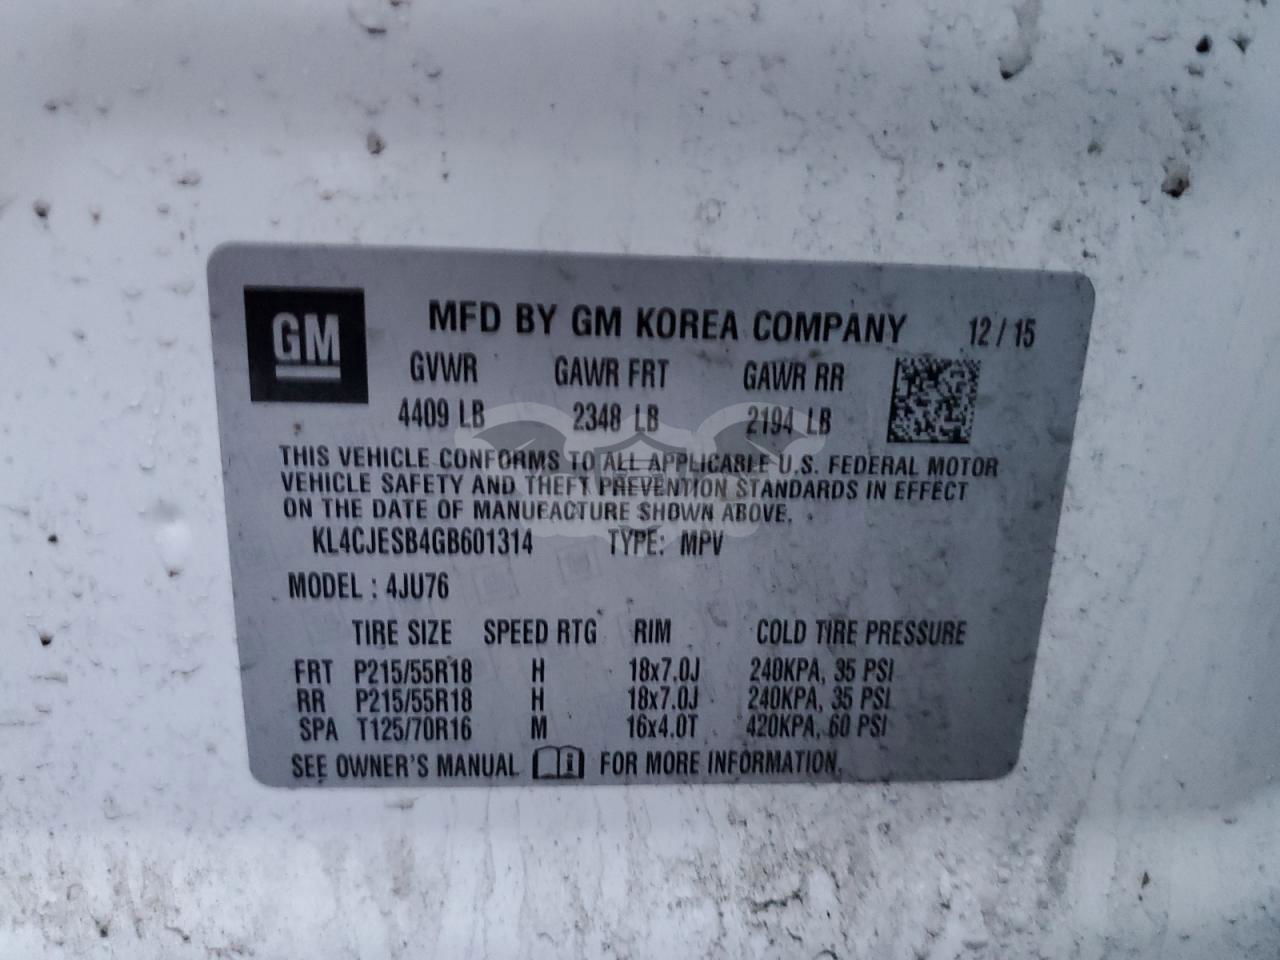 GM
MFD BY GM KOREA COMPANY 12 / 15
GVWR GAWR FRT GAWR RR
4409 LB 2348 LB 2194 LB
THIS VEHICLE CONFORMS TO ALL APPLICABLE U.S. FEDERAL MOTOR
VEHICLE SAFETY AND THEFT PREVENTION STANDARDS IN EFFECT
ON THE DATE OF MANUFACTURE SHOWN ABOVE.
KL4CJESB4GB601314 TYPE: MPV
MODEL : 4JU76
TIRE SIZE SPEED RTG RIM COLD TIRE PRESSURE
FRT P215/55R18 H 18x7.0J 240KPA, 35 PSI
RR P215/55R18 H 18x7.0J 240KPA, 35 PSI
SPA T125/70R16 M 16x4.0T 420KPA, 60 PSI
SEE OWNER'S MANUAL i FOR MORE INFORMATION.